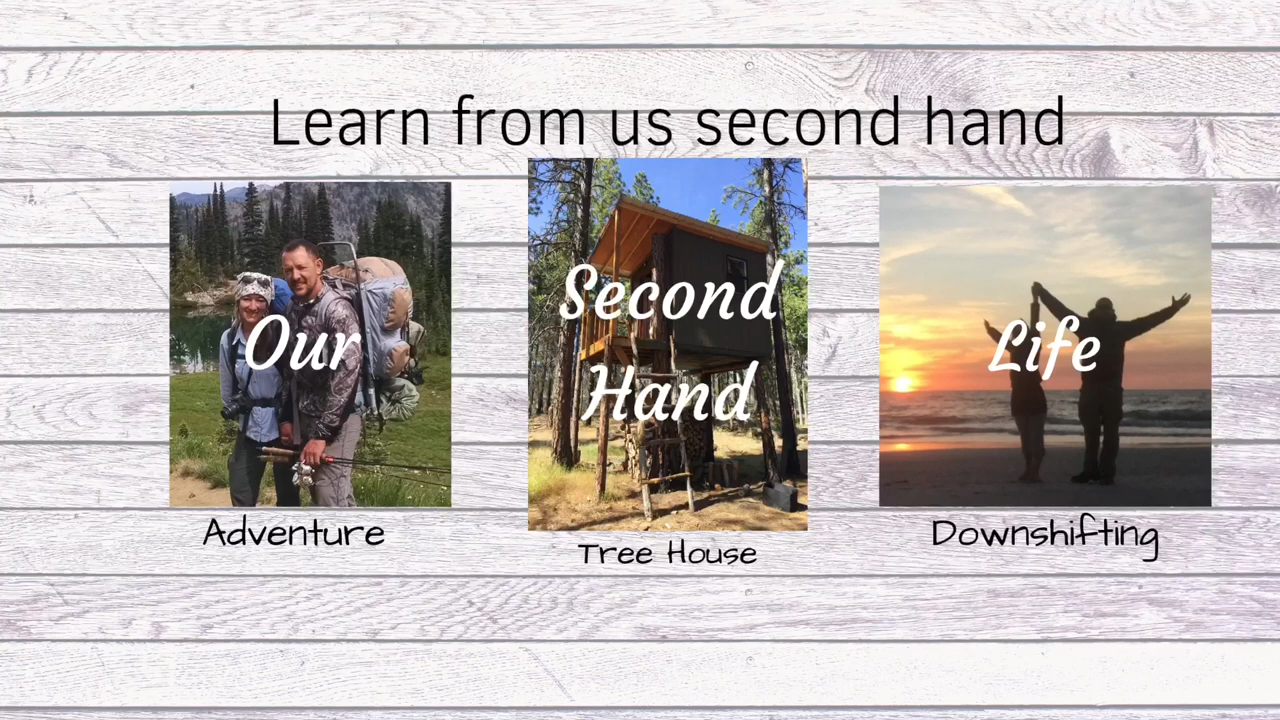 Learn from us second hand
Our
Second
Hand
Life
Adventure
Tree House
Downshifting